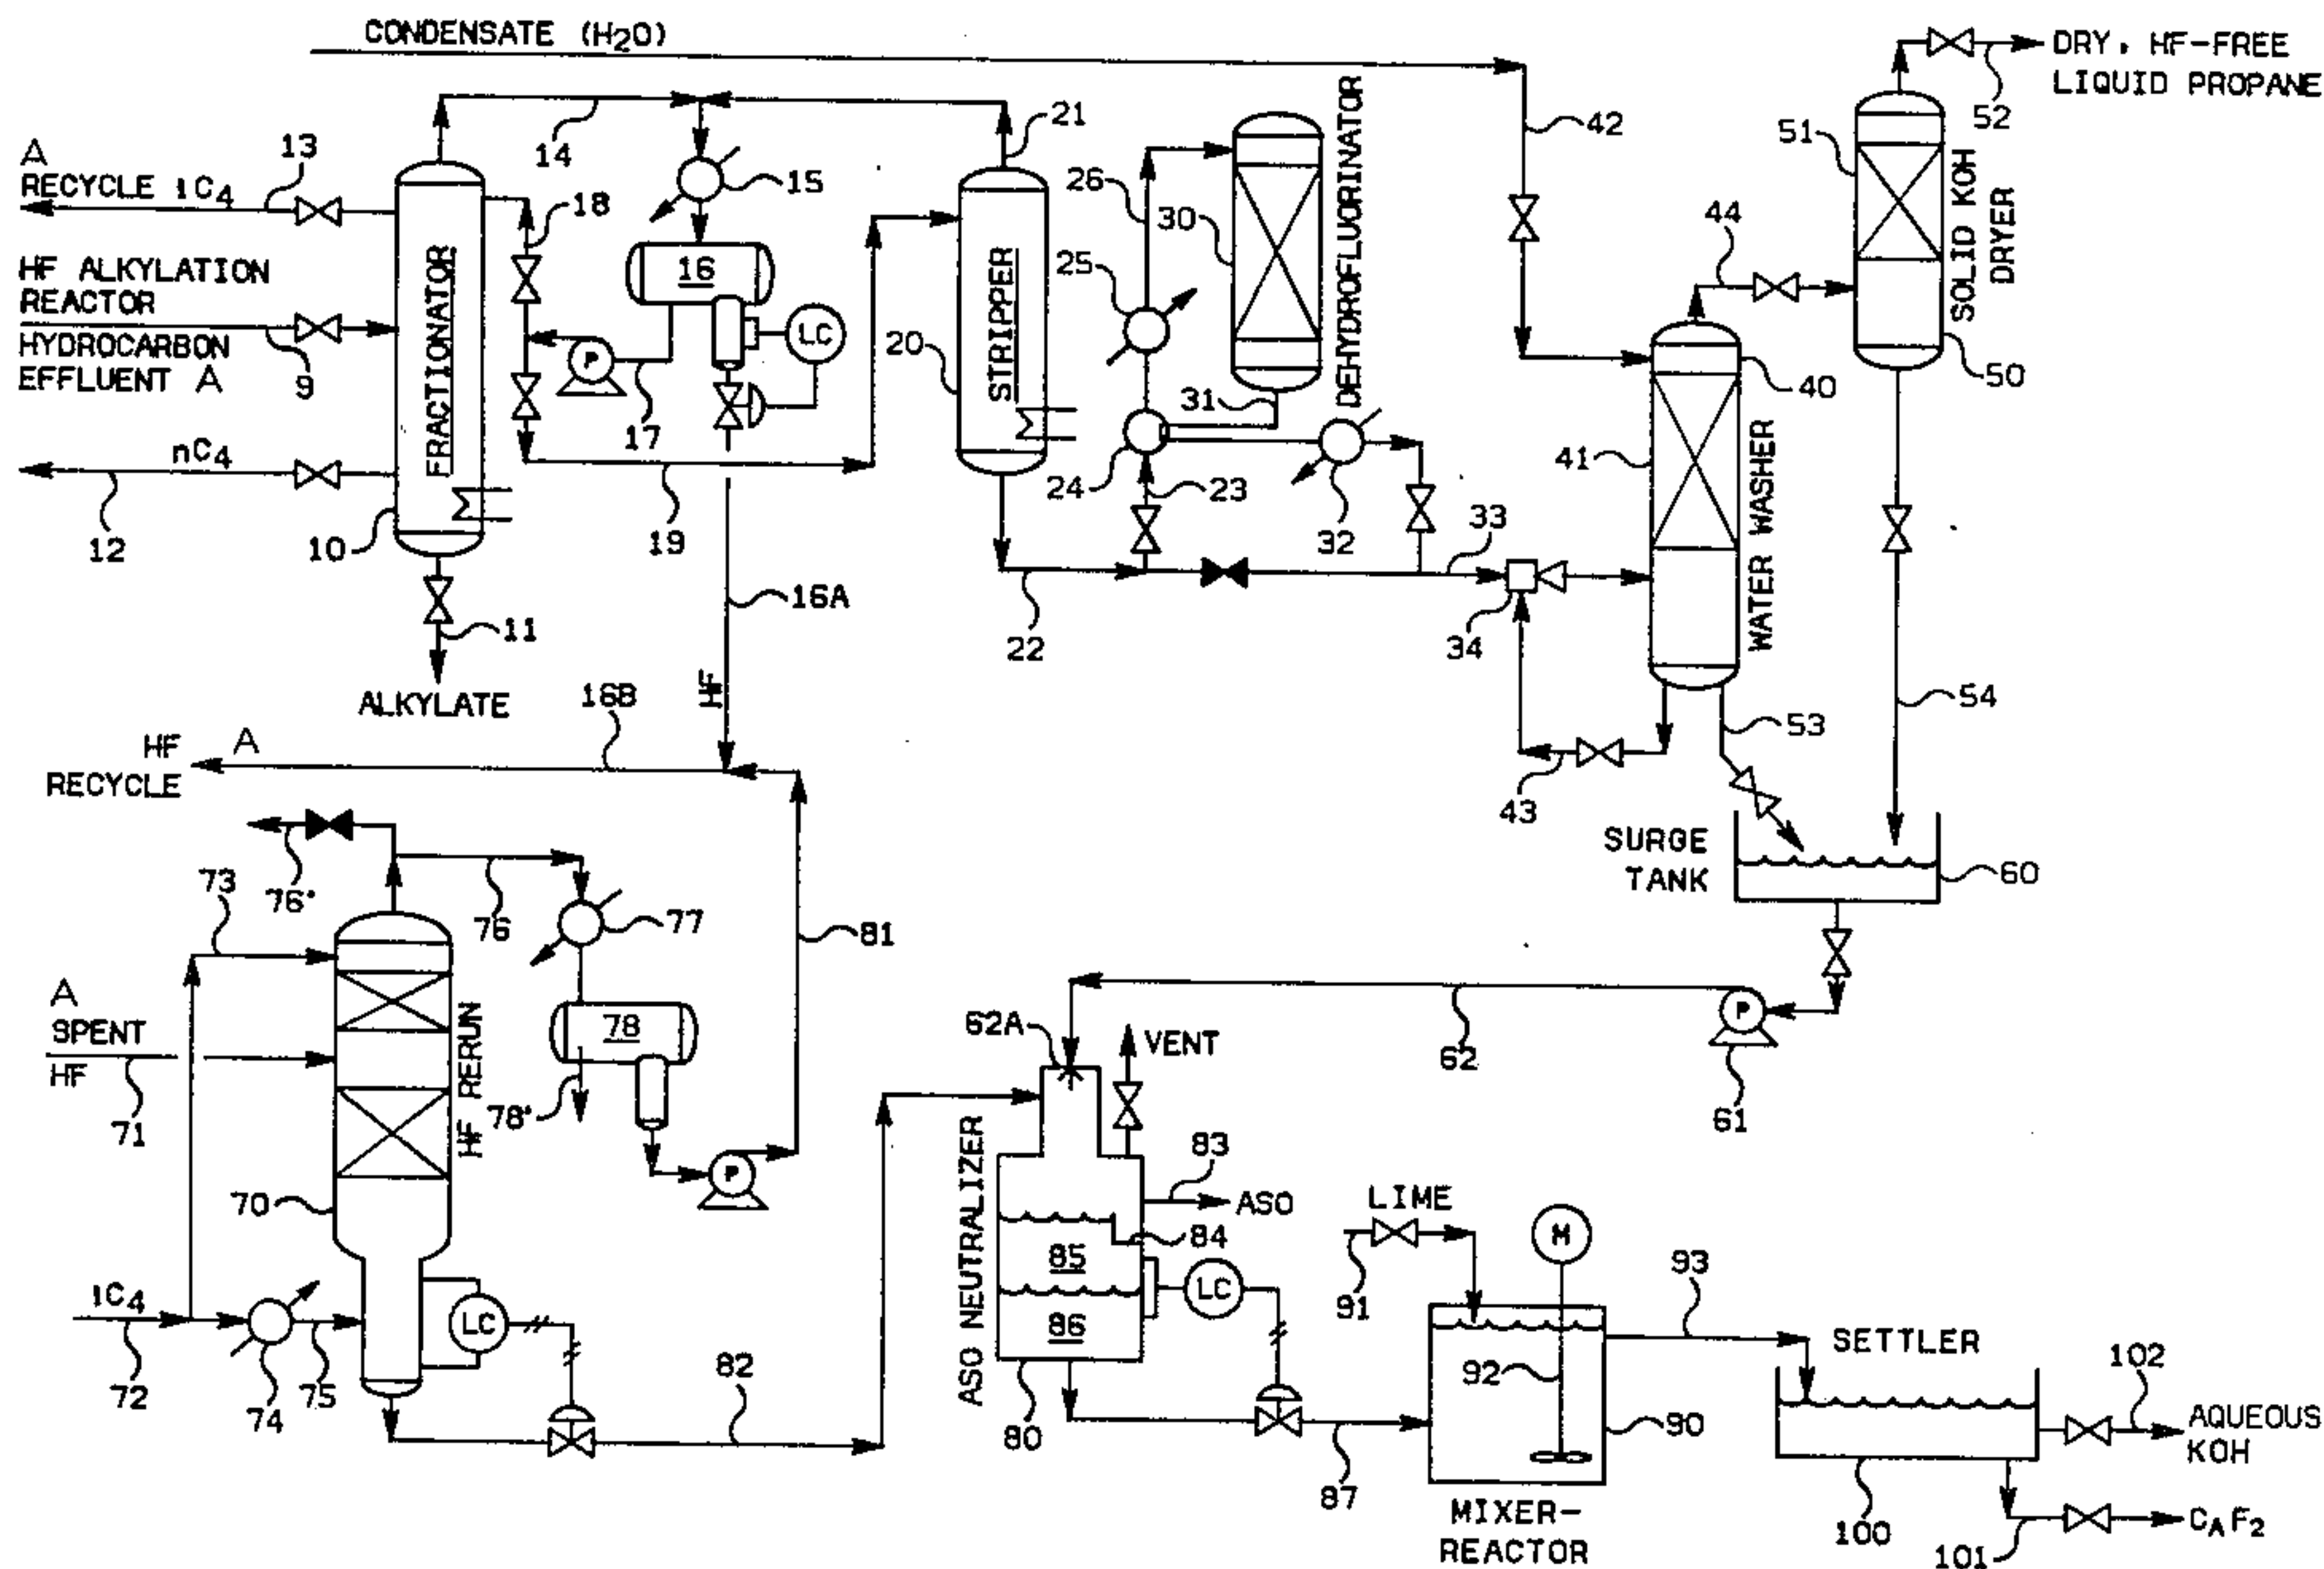 CONDENSATE (H2O)
DRY, HF-FREE
LIQUID PROPANE
52
42
A
13
RECYCLE iC4
14
21
15
18
26
25
30
DEHYDROFLUORINATOR
51
SOLID KOH
DRYER
44
50
HF ALKYLATION
REACTOR
HYDROCARBON
EFFLUENT A
9
FRACTIONATOR
16
LC
P
17
20
STRIPPER
31
24
23
32
40
41
WATER WASHER
nC4
12
10
19
22
33
34
11
ALKYLATE
16A
HF
16B
HF
A
RECYCLE
53
54
43
SURGE
TANK
60
76'
73
76
77
81
A
SPENT
HF
71
HF RERUN
78
78'
P
70
62A
VENT
62
P
61
83
ASO
84
85
86
LC
ASO NEUTRALIZER
80
LIME
91
M
92
93
90
87
MIXER-
REACTOR
SETTLER
102
AQUEOUS
KOH
100
101
CAF2
iC4
72
74
75
LC
82